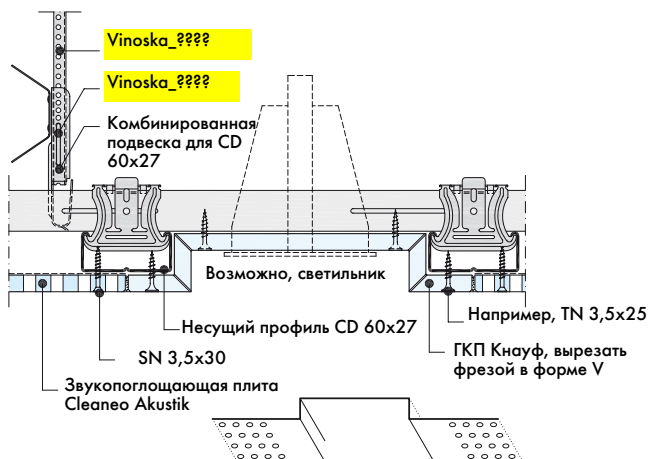 Vinoska_????
Vinoska_????
Комбинированная
подвеска для CD
60x27
Возможно, светильник
Например, TN 3,5x25
Несущий профиль CD 60x27
SN 3,5x30
ГКП Кнауф, вырезать
фрезой в форме V
Звукопоглощающая плита
Cleaneo Akustik